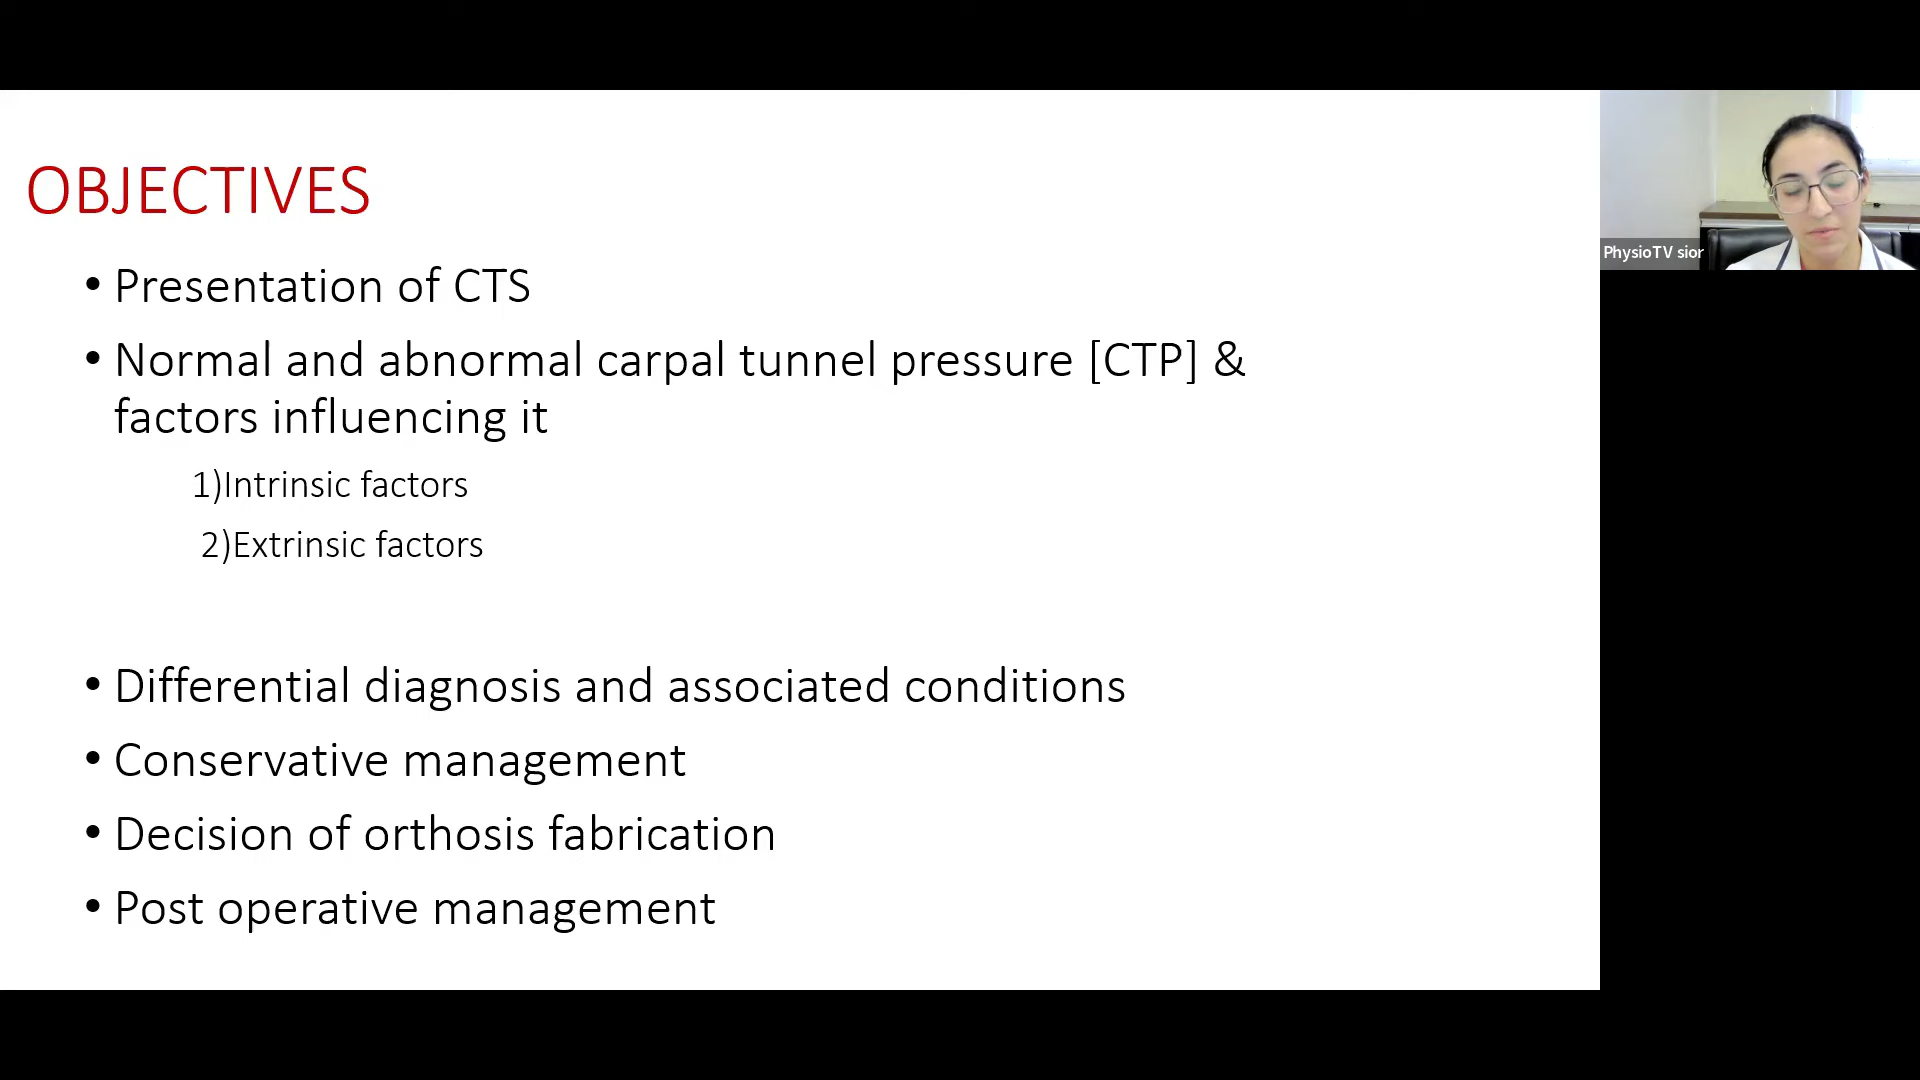 OBJECTIVES
• Presentation of CTS
• Normal and abnormal carpal tunnel pressure [CTP] &
factors influencing it
1)Intrinsic factors
2)Extrinsic factors
• Differential diagnosis and associated conditions
• Conservative management
• Decision of orthosis fabrication
• Post operative management
PhysioTV sior